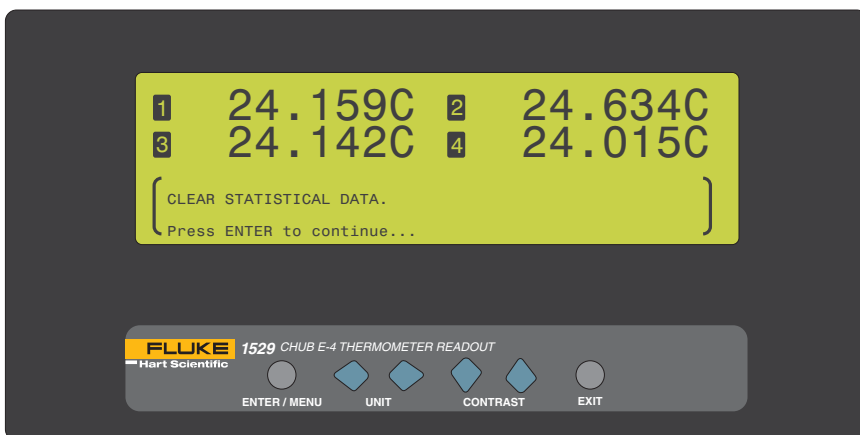 1 24.159C 2 24.634C
3 24.142C 4 24.015C
CLEAR STATISTICAL DATA.
Press ENTER to continue...
FLUKE 1529 CHUB E-4 THERMOMETER READOUT
Hart Scientific
ENTER / MENU UNIT CONTRAST EXIT